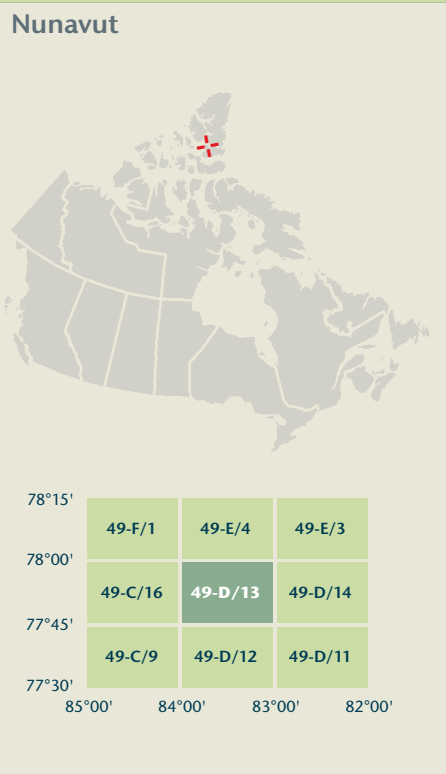 Nunavut
78°15'
49-F/1 49-E/4 49-E/3
78°00'
49-C/16 49-D/13 49-D/14
77°45'
49-C/9 49-D/12 49-D/11
77°30'
85°00' 84°00' 83°00' 82°00'